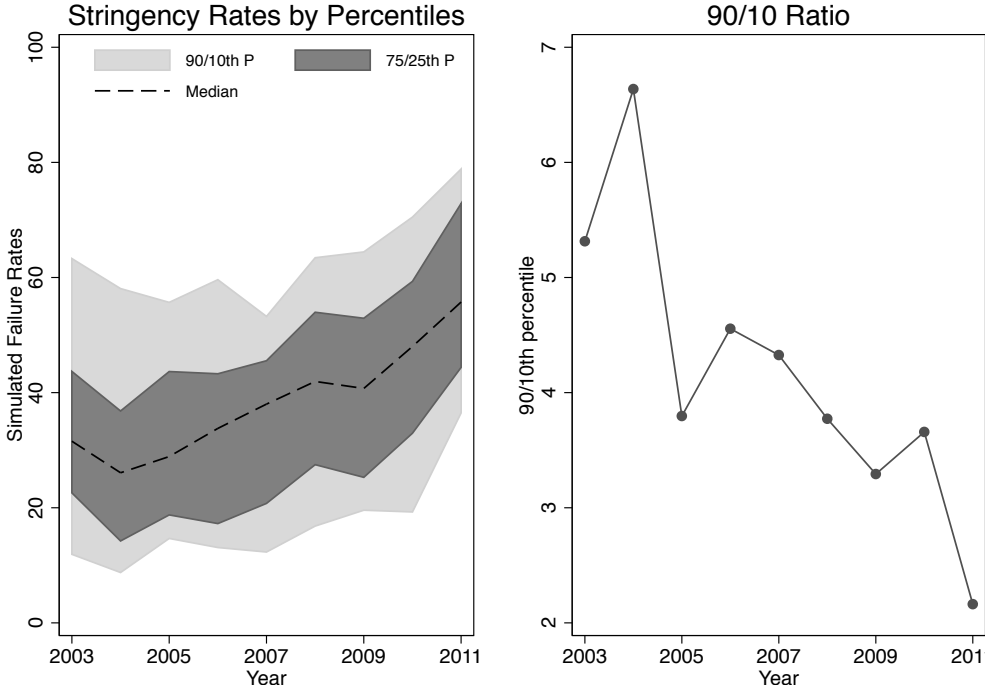 Stringency Rates by Percentiles
90/10th P
75/25th P
Median
Simulated Failure Rates
100
80
60
40
20
0
2003
2005
2007
2009
2011
Year
90/10 Ratio
90/10th percentile
7
6
5
4
3
2
2003
2005
2007
2009
201
Year